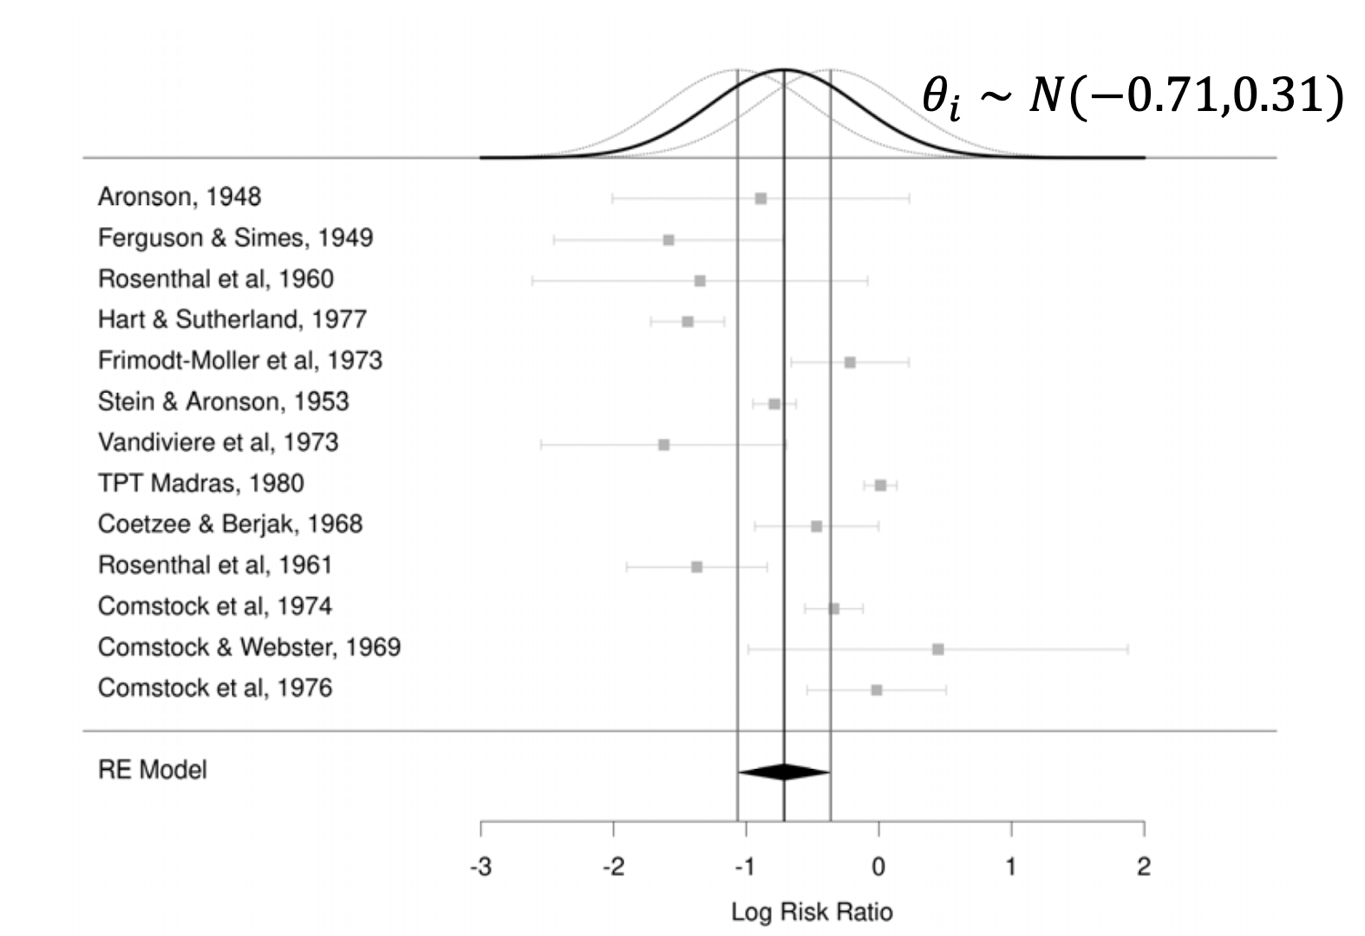 θᵢ ~ N(−0.71,0.31)
Aronson, 1948
Ferguson & Simes, 1949
Rosenthal et al, 1960
Hart & Sutherland, 1977
Frimodt-Moller et al, 1973
Stein & Aronson, 1953
Vandiviere et al, 1973
TPT Madras, 1980
Coetzee & Berjak, 1968
Rosenthal et al, 1961
Comstock et al, 1974
Comstock & Webster, 1969
Comstock et al, 1976
RE Model
-3 -2 -1 0 1 2
Log Risk Ratio